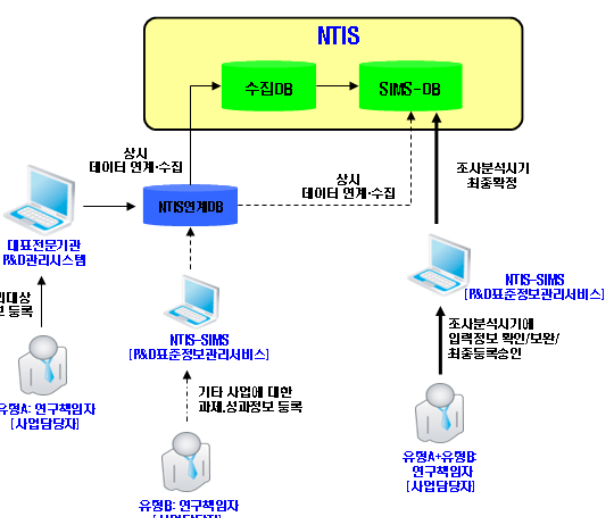 NTIS
수집DB
SIMS-DB
상시
데이터 연계·수집
상시
데이터 연계·수집
조사분석시기
최종확정
NTIS연계DB
대표전문기관
R&D관리시스템
NTIS-SIMS
[R&D표준정보관리서비스]
NTIS-SIMS
[R&D표준정보관리서비스]
등록
조사분석시기에
입력정보 확인/보완/
최종등록승인
기타 사업에 대한
과제,성과정보 등록
유형A: 연구책임자
[사업담당자]
유형A+유형B:
연구책임자
[사업담당자]
유형B: 연구책임자